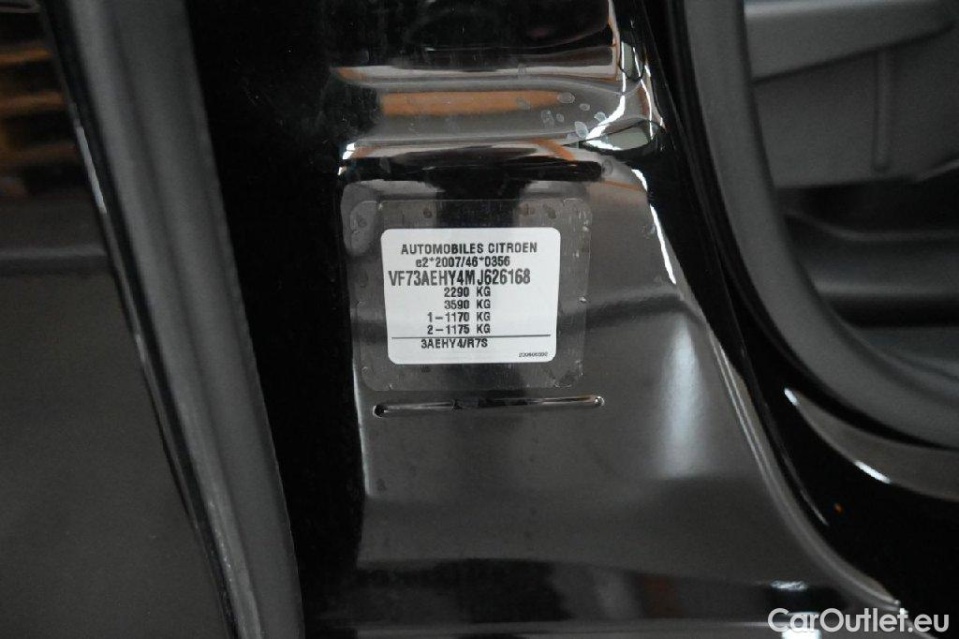 AUTOMOBILES CITROEN
e2*2007/46*0356
VF73AEHY4MJ626168
2290 KG
3590 KG
1-1170 KG
2-1175 KG
3AEHY4/R7S
CarOutlet.eu